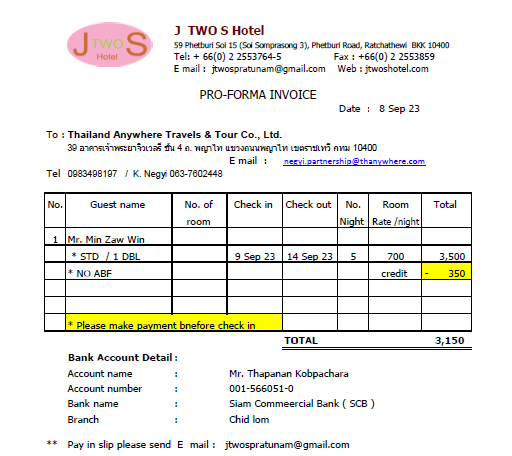 J TWO S
Hotel
J TWO S Hotel
59 Phetburi Soi 15 (Soi Somprasong 3), Phetburi Road, Ratchathewi BKK 10400
Tel: + 66(0) 2 2553764-5 Fax : +66(0) 2 2553859
E mail : jtwospratunam@gmail.com Web : jtwoshotel.com
PRO-FORMA INVOICE
Date : 8 Sep 23
To : Thailand Anywhere Travels & Tour Co., Ltd.
39 อาคารเจ้าพระยาจิวเวลรี่ ชั้น 4 ถ. พญาไท แขวงถนนพญาไท เขตราชเทวี กทม 10400
E mail : negyi.partnership@thanywhere.com
Tel 0983498197 / K. Negyi 063-7602448
No. Guest name No. of room Check in Check out No. Night Room Rate /night Total
1 Mr. Min Zaw Win
* STD / 1 DBL 9 Sep 23 14 Sep 23 5 700 3,500
* NO ABF credit - 350
* Please make payment bnefore check in
TOTAL 3,150
Bank Account Detail :
Account name : Mr. Thapanan Kobpachara
Account number : 001-566051-0
Bank name : Siam Commeercial Bank ( SCB )
Branch : Chid lom
** Pay in slip please send E mail : jtwospratunam@gmail.com